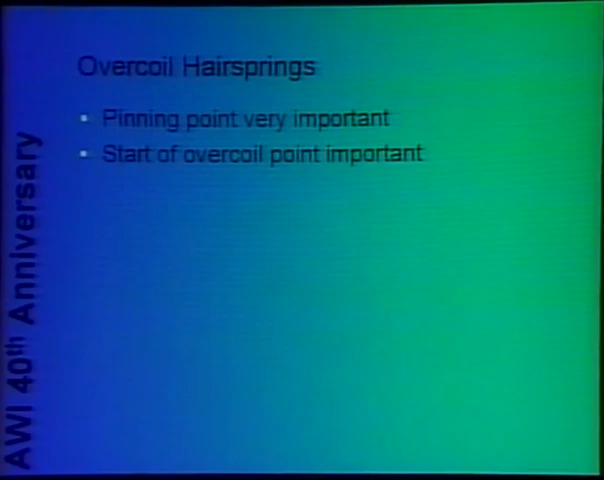 Overcoil Hairsprings
• Pinning point very important
• Start of overcoil point important
AWI 40th Anniversary